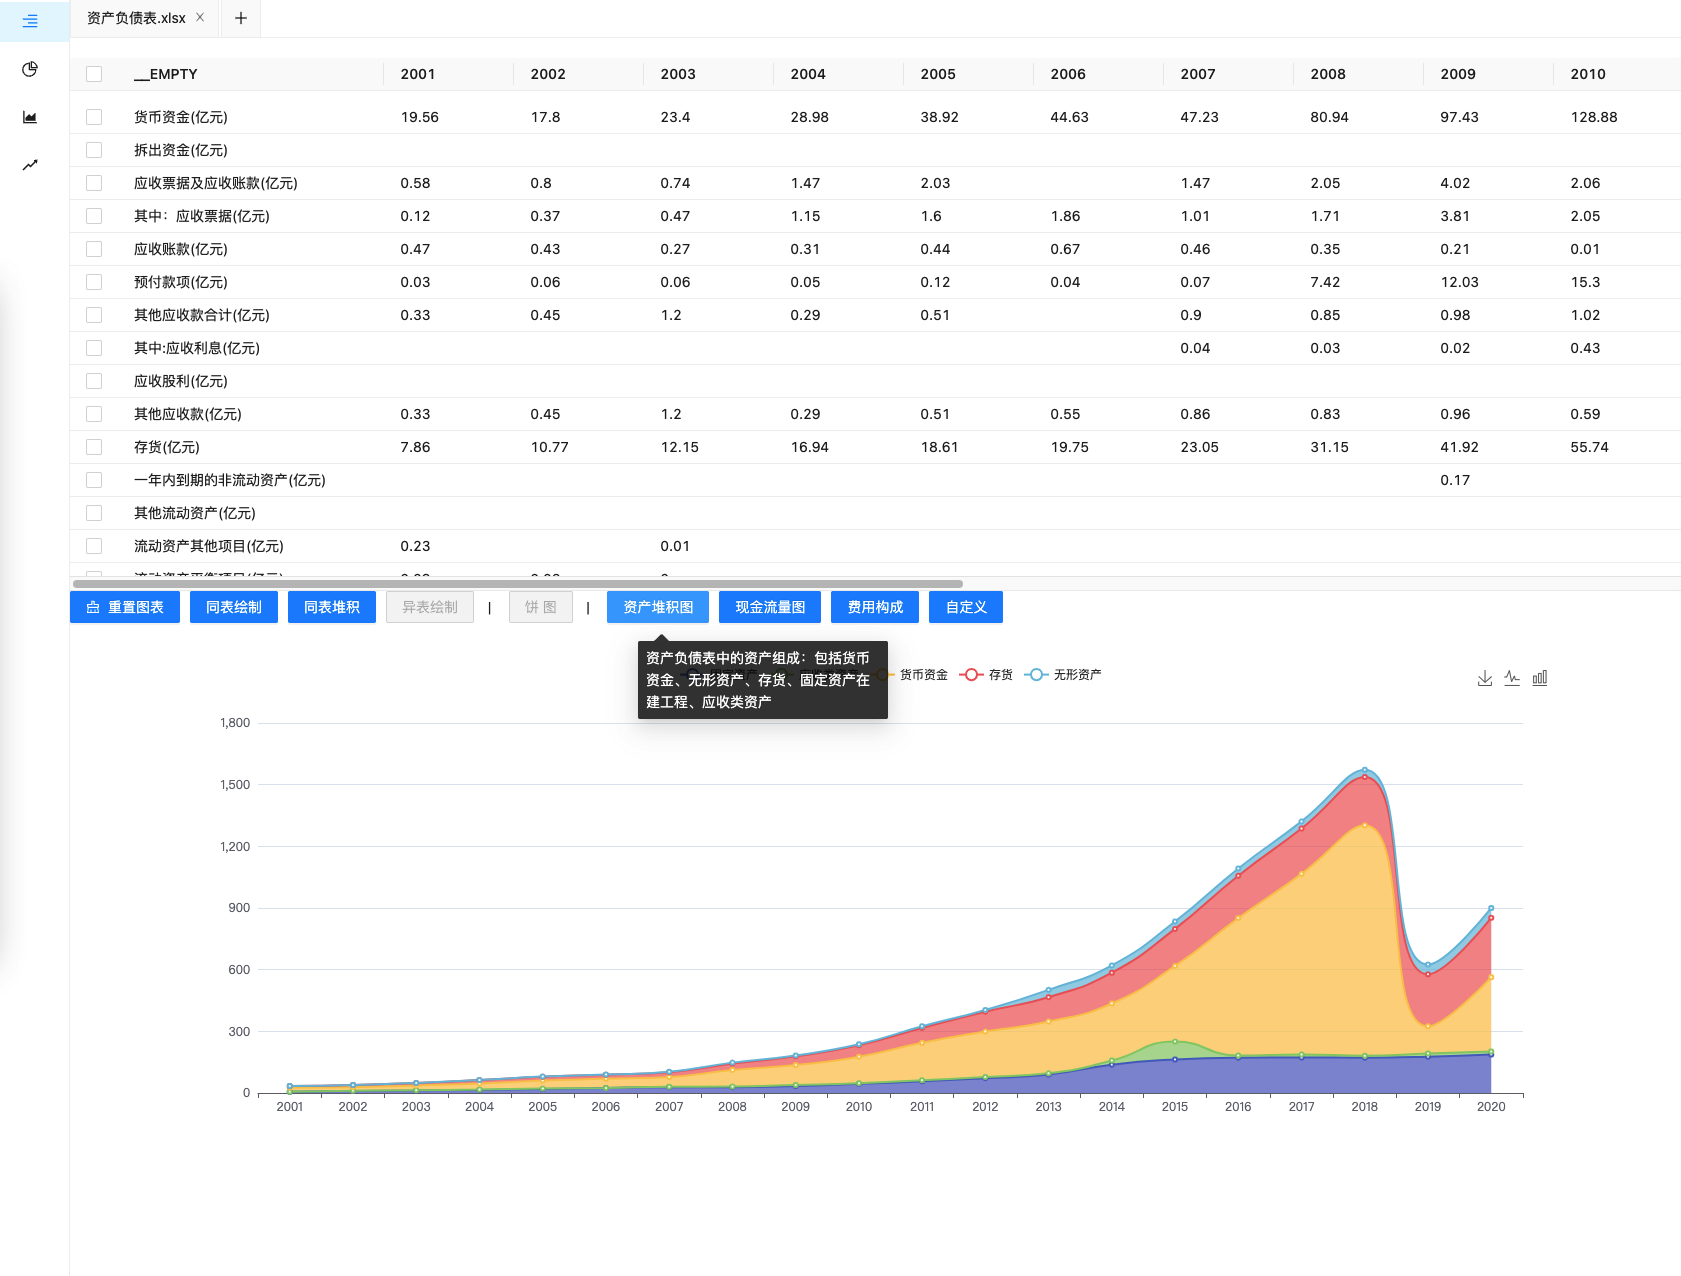 资产负债表.xlsx
__EMPTY 2001 2002 2003 2004 2005 2006 2007 2008 2009 2010
货币资金(亿元) 19.56 17.8 23.4 28.98 38.92 44.63 47.23 80.94 97.43 128.88
拆出资金(亿元)
应收票据及应收账款(亿元) 0.58 0.8 0.74 1.47 2.03 1.47 2.05 4.02 2.06
其中：应收票据(亿元) 0.12 0.37 0.47 1.15 1.6 1.86 1.01 1.71 3.81 2.05
应收账款(亿元) 0.47 0.43 0.27 0.31 0.44 0.67 0.46 0.35 0.21 0.01
预付款项(亿元) 0.03 0.06 0.06 0.05 0.12 0.04 0.07 7.42 12.03 15.3
其他应收款合计(亿元) 0.33 0.45 1.2 0.29 0.51 0.9 0.85 0.98 1.02
其中:应收利息(亿元) 0.04 0.03 0.02 0.43
应收股利(亿元)
其他应收款(亿元) 0.33 0.45 1.2 0.29 0.51 0.55 0.86 0.83 0.96 0.59
存货(亿元) 7.86 10.77 12.15 16.94 18.61 19.75 23.05 31.15 41.92 55.74
一年内到期的非流动资产(亿元) 0.17
其他流动资产(亿元)
流动资产其他项目(亿元) 0.23 0.01
重置图表 同表绘制 同表堆积 异表绘制 | 饼 图 | 资产堆积图 现金流量图 费用构成 自定义
资产负债表中的资产组成：包括货币
资金、无形资产、存货、固定资产在
建工程、应收类资产
货币资金 存货 无形资产
1,800
1,500
1,200
900
600
300
0
2001 2002 2003 2004 2005 2006 2007 2008 2009 2010 2011 2012 2013 2014 2015 2016 2017 2018 2019 2020